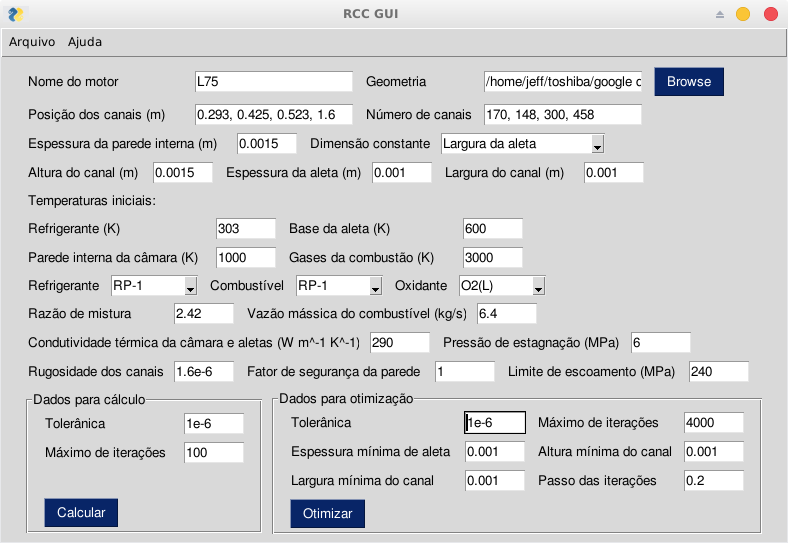 RCC GUI
Arquivo Ajuda
Nome do motor L75 Geometria /home/jeff/toshiba/google d Browse
Posição dos canais (m) 0.293, 0.425, 0.523, 1.6 Número de canais 170, 148, 300, 458
Espessura da parede interna (m) 0.0015 Dimensão constante Largura da aleta
Altura do canal (m) 0.0015 Espessura da aleta (m) 0.001 Largura do canal (m) 0.001
Temperaturas iniciais:
Refrigerante (K) 303 Base da aleta (K) 600
Parede interna da câmara (K) 1000 Gases da combustão (K) 3000
Refrigerante RP-1 Combustível RP-1 Oxidante O2(L)
Razão de mistura 2.42 Vazão mássica do combustível (kg/s) 6.4
Condutividade térmica da câmara e aletas (W m^-1 K^-1) 290 Pressão de estagnação (MPa) 6
Rugosidade dos canais 1.6e-6 Fator de segurança da parede 1 Limite de escoamento (MPa) 240
Dados para cálculo
Tolerânica 1e-6
Máximo de iterações 100
Calcular
Dados para otimização
Tolerânica 1e-6 Máximo de iterações 4000
Espessura mínima de aleta 0.001 Altura mínima do canal 0.001
Largura mínima do canal 0.001 Passo das iterações 0.2
Otimizar